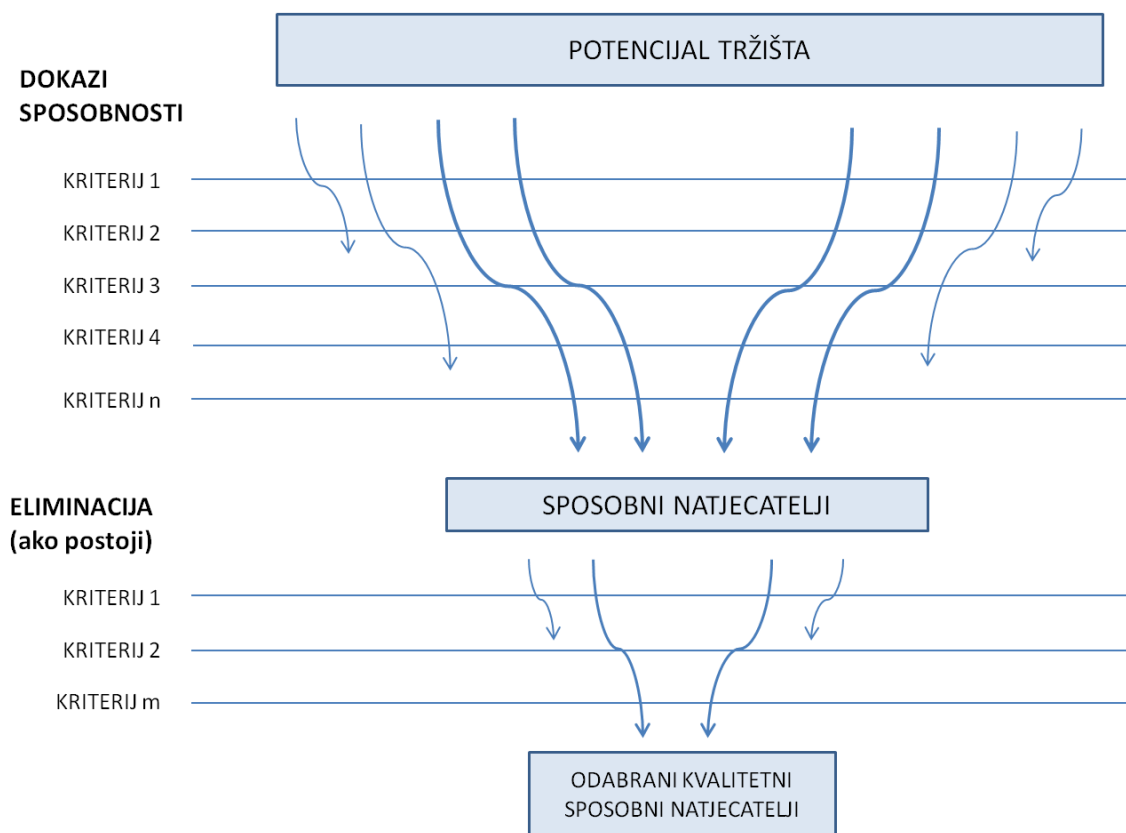 POTENCIJAL TRŽIŠTA
DOKAZI
SPOSOBNOSTI
KRITERIJ 1
KRITERIJ 2
KRITERIJ 3
KRITERIJ 4
KRITERIJ n
SPOSOBNI NATJECATELJI
ELIMINACIJA
(ako postoji)
KRITERIJ 1
KRITERIJ 2
KRITERIJ m
ODABRANI KVALITETNI
SPOSOBNI NATJECATELJI